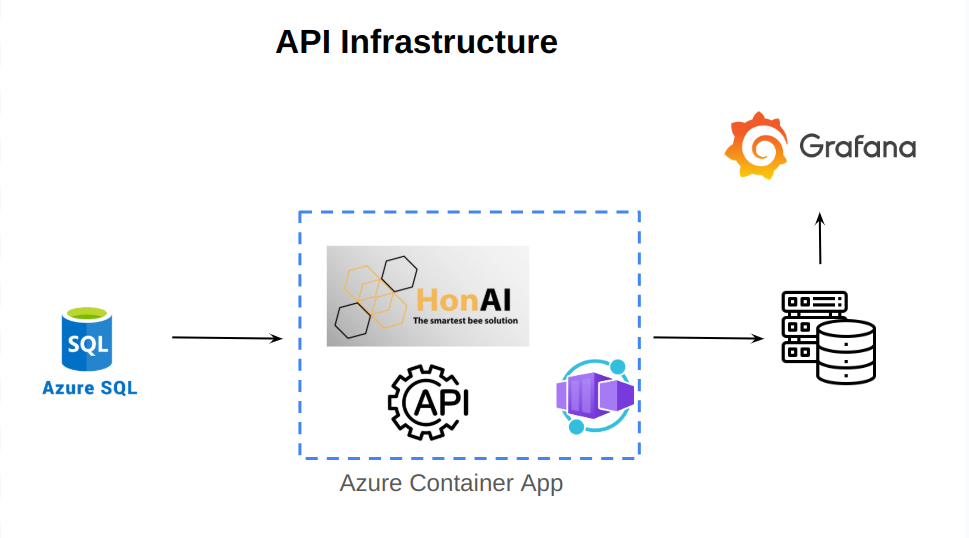 API Infrastructure
Grafana
HonAI
The smartest bee solution
SQL
Azure SQL
API
Azure Container App